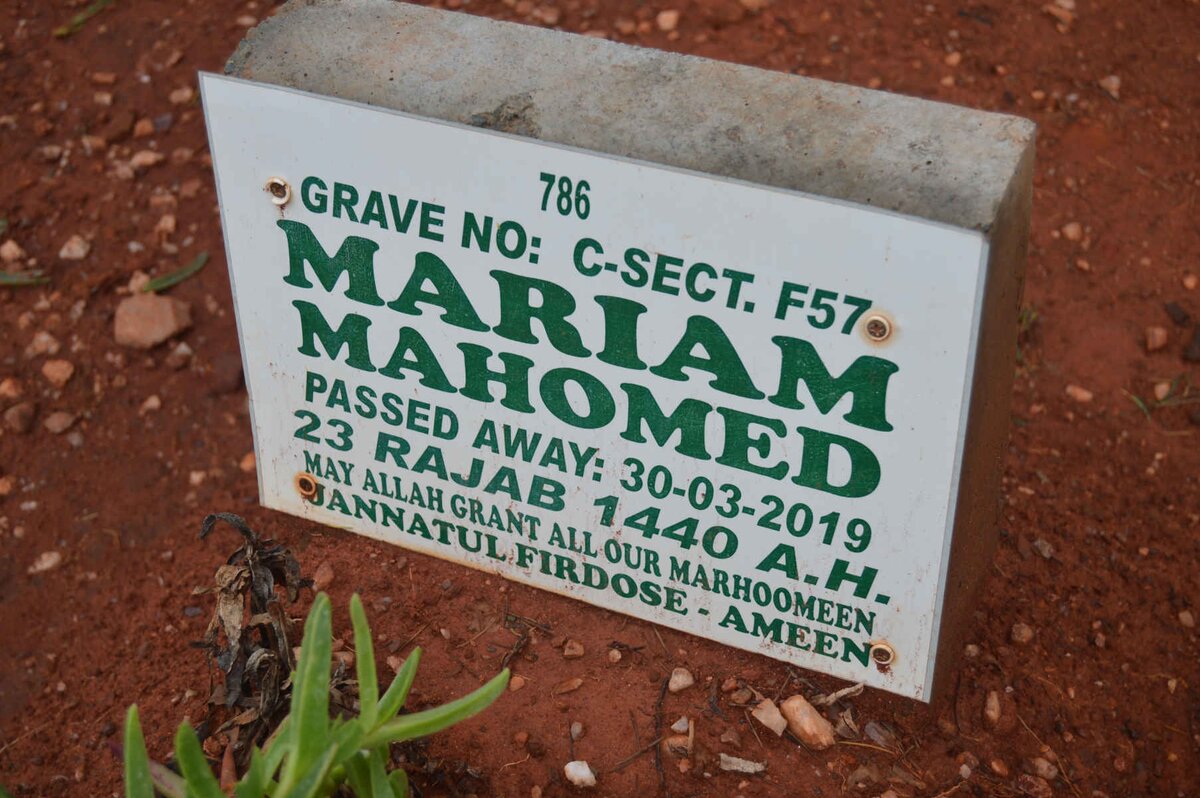 786
GRAVE NO: C-SECT. F57
MARIAM
MAHOMED
PASSED AWAY: 30-03-2019
23 RAJAB 1440 A.H.
MAY ALLAH GRANT ALL OUR MARHOOMEEN
JANNATUL FIRDOSE - AMEEN